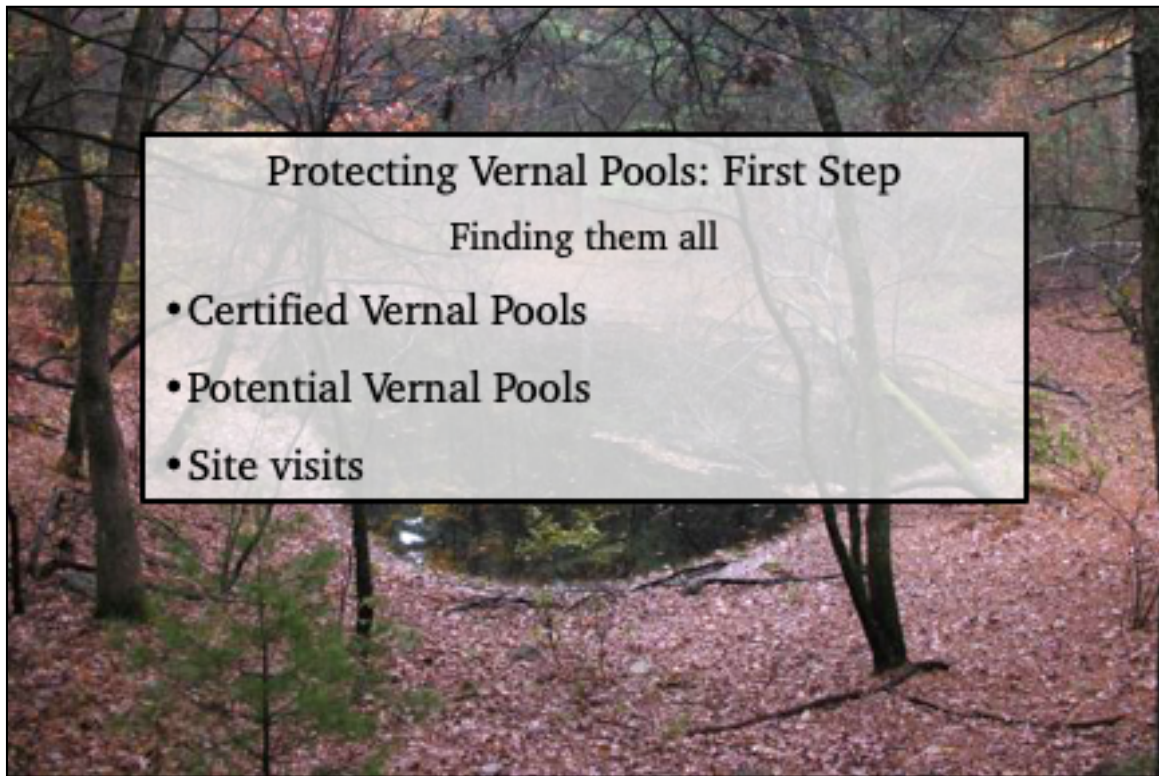 Protecting Vernal Pools: First Step
Finding them all
•Certified Vernal Pools
•Potential Vernal Pools
•Site visits